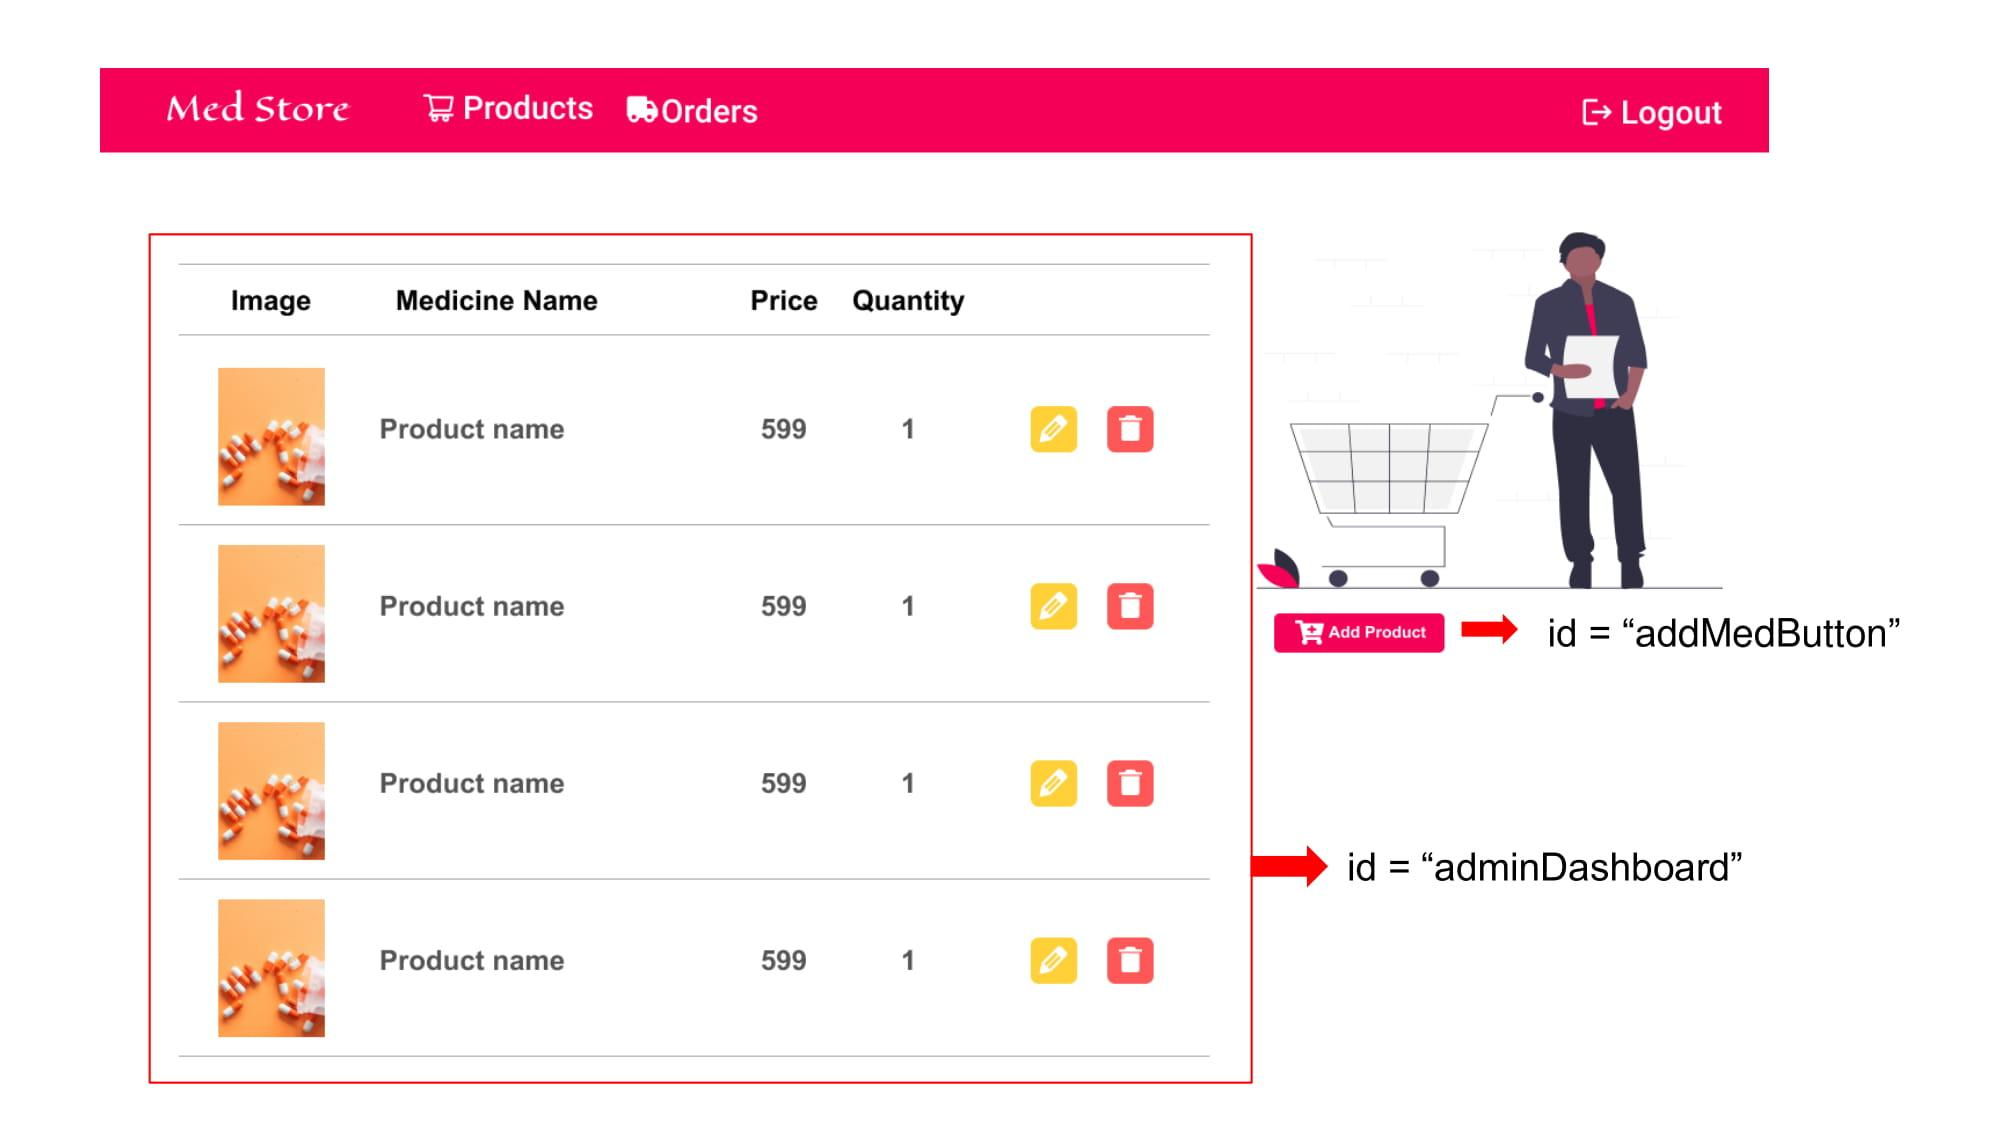 Med Store Products Orders Logout
Image Medicine Name Price Quantity
Product name 599 1
Product name 599 1
Add Product id = “addMedButton”
Product name 599 1
id = “adminDashboard”
Product name 599 1